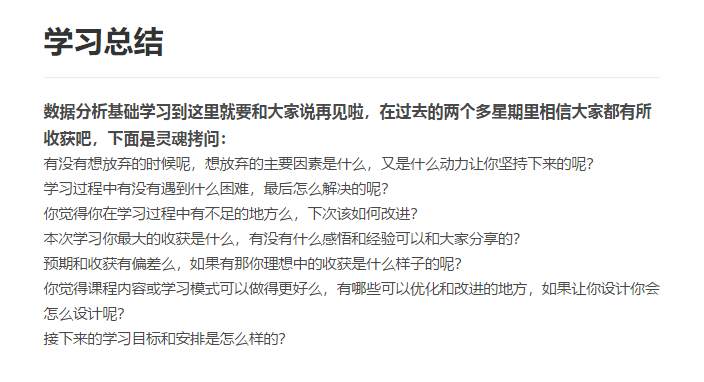 学习总结
数据分析基础学习到这里就要和大家说再见啦，在过去的两个多星期里相信大家都有所
收获吧，下面是灵魂拷问：
有没有想放弃的时候呢，想放弃的主要因素是什么，又是什么动力让你坚持下来的呢？
学习过程中有没有遇到什么困难，最后怎么解决的呢？
你觉得你在学习过程中有不足的地方么，下次该如何改进？
本次学习你最大的收获是什么，有没有什么感悟和经验可以和大家分享的？
预期和收获有偏差么，如果有那你理想中的收获是什么样子的呢？
你觉得课程内容或学习模式可以做得更好么，有哪些可以优化和改进的地方，如果让你设计你会
怎么设计呢？
接下来的学习目标和安排是怎么样的？